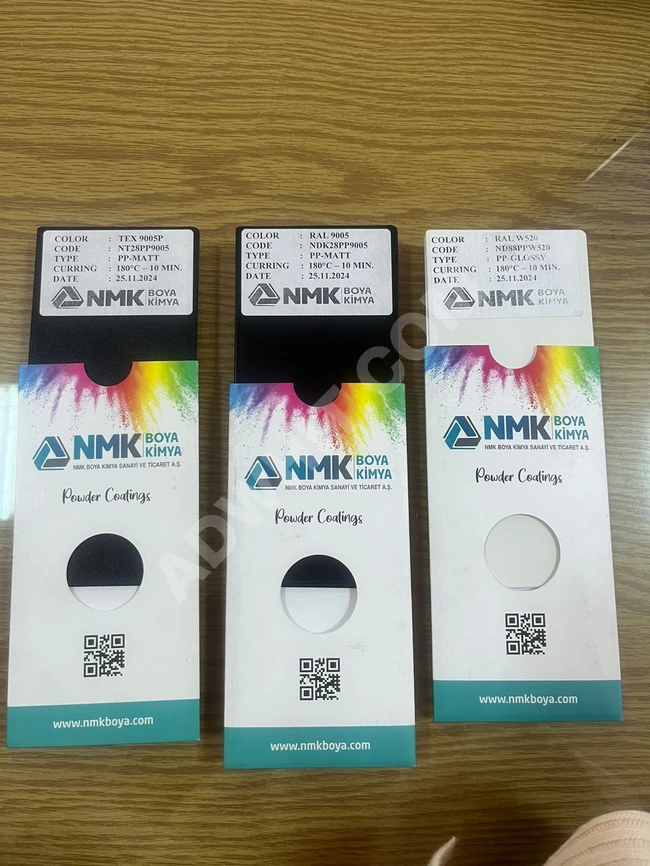 COLOR : TEX 9005P
CODE : NT28PP9005
TYPE : PP-MATT
CURRING : 180°C – 10 MIN.
DATE : 25.11.2024
NMK BOYA KİMYA
NMK BOYA KİMYA
NMK BOYA KİMYA SANAYİ VE TİCARET A.Ş.
Powder Coatings
www.nmkboya.com
COLOR : RAL 9005
CODE : NDK28PP9005
TYPE : PP-MATT
CURRING : 180°C – 10 MIN.
DATE : 25.11.2024
NMK BOYA KİMYA
NMK BOYA KİMYA
NMK BOYA KİMYA SANAYİ VE TİCARET A.Ş.
Powder Coatings
www.nmkboya.com
COLOR : RAL W520
CODE : ND88PPW520
TYPE : PP-GLOSSY
CURRING : 180°C – 10 MIN.
DATE : 25.11.2024
NMK BOYA KİMYA
NMK BOYA KİMYA
NMK BOYA KİMYA SANAYİ VE TİCARET A.Ş.
Powder Coatings
www.nmkboya.com